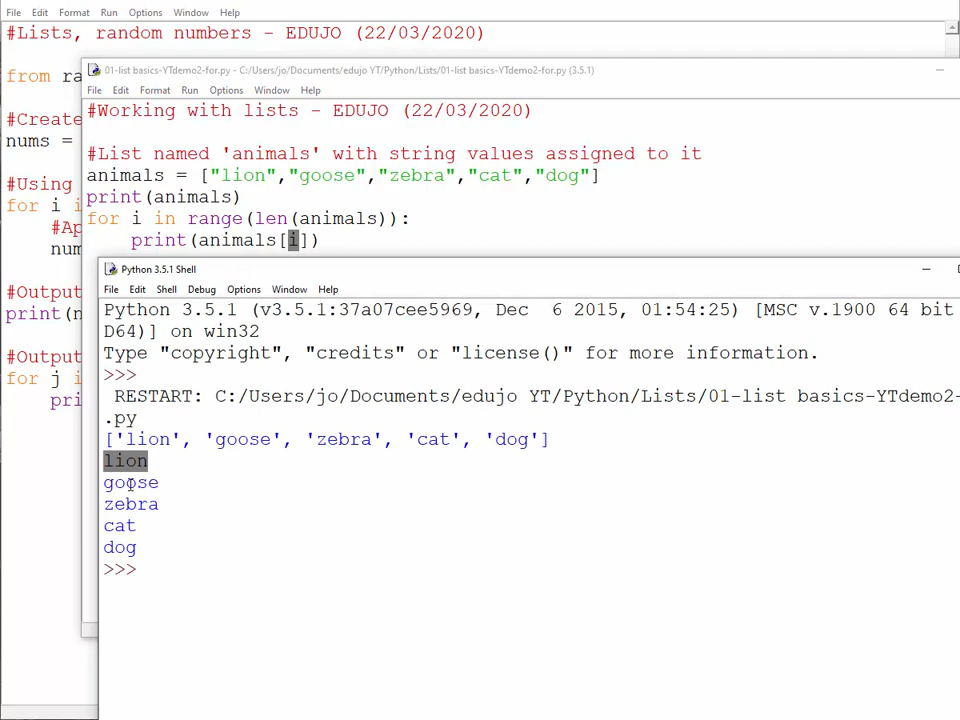 File Edit Format Run Options Window Help
#Lists, random numbers - EDUJO (22/03/2020)
from ra
#Create
nums =
#Using
for i i
#Ap
num
#Output
print(n
#Output
for j i
pri
01-list basics-YTdemo2-for.py - C:/Users/jo/Documents/edujo YT/Python/Lists/01-list basics-YTdemo2-for.py (3.5.1)
File Edit Format Run Options Window Help
#Working with lists - EDUJO (22/03/2020)
#List named 'animals' with string values assigned to it
animals = ["lion","goose","zebra","cat","dog"]
print(animals)
for i in range(len(animals)):
print(animals[i])
Python 3.5.1 Shell
File Edit Shell Debug Options Window Help
Python 3.5.1 (v3.5.1:37a07cee5969, Dec  6 2015, 01:54:25) [MSC v.1900 64 bit
D64)] on win32
Type "copyright", "credits" or "license()" for more information.
>>>
RESTART: C:/Users/jo/Documents/edujo YT/Python/Lists/01-list basics-YTdemo2-
.py
['lion', 'goose', 'zebra', 'cat', 'dog']
lion
goose
zebra
cat
dog
>>>